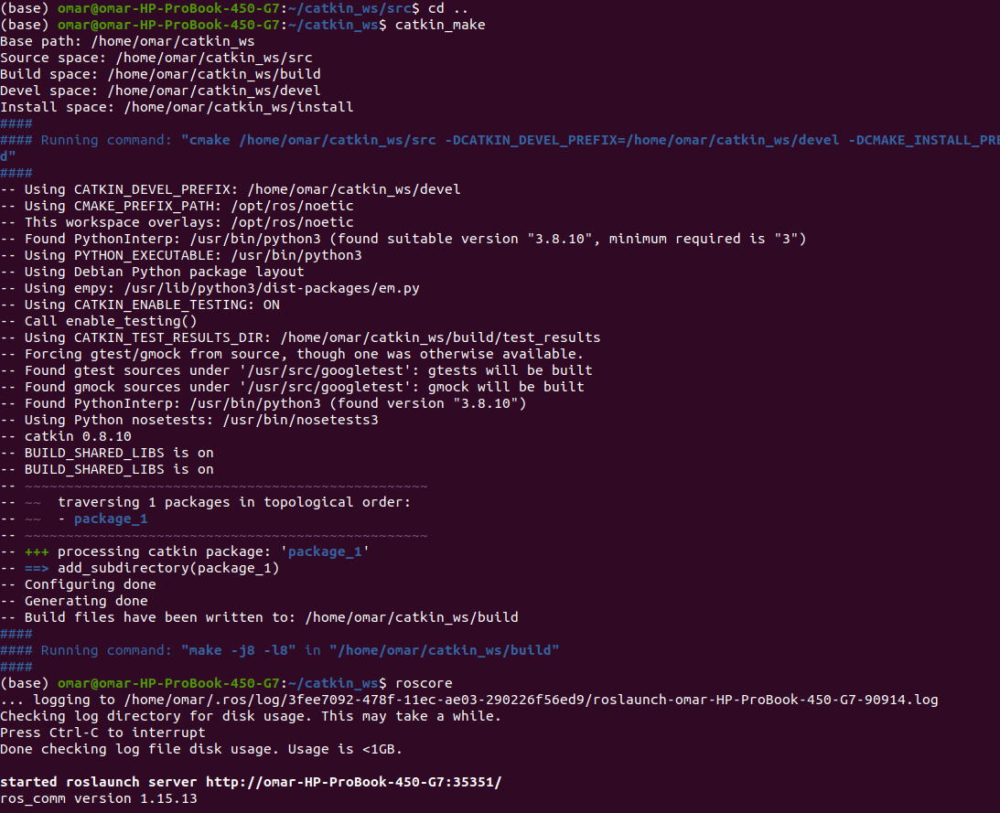 (base) omar@omar-HP-ProBook-450-G7:~/catkin_ws/src$ cd ..
(base) omar@omar-HP-ProBook-450-G7:~/catkin_ws$ catkin_make
Base path: /home/omar/catkin_ws
Source space: /home/omar/catkin_ws/src
Build space: /home/omar/catkin_ws/build
Devel space: /home/omar/catkin_ws/devel
Install space: /home/omar/catkin_ws/install
####
#### Running command: "cmake /home/omar/catkin_ws/src -DCATKIN_DEVEL_PREFIX=/home/omar/catkin_ws/devel -DCMAKE_INSTALL_PRE
d"
####
-- Using CATKIN_DEVEL_PREFIX: /home/omar/catkin_ws/devel
-- Using CMAKE_PREFIX_PATH: /opt/ros/noetic
-- This workspace overlays: /opt/ros/noetic
-- Found PythonInterp: /usr/bin/python3 (found suitable version "3.8.10", minimum required is "3")
-- Using PYTHON_EXECUTABLE: /usr/bin/python3
-- Using Debian Python package layout
-- Using empy: /usr/lib/python3/dist-packages/em.py
-- Using CATKIN_ENABLE_TESTING: ON
-- Call enable_testing()
-- Using CATKIN_TEST_RESULTS_DIR: /home/omar/catkin_ws/build/test_results
-- Forcing gtest/gmock from source, though one was otherwise available.
-- Found gtest sources under '/usr/src/googletest': gtests will be built
-- Found gmock sources under '/usr/src/googletest': gmock will be built
-- Found PythonInterp: /usr/bin/python3 (found version "3.8.10")
-- Using Python nosetests: /usr/bin/nosetests3
-- catkin 0.8.10
-- BUILD_SHARED_LIBS is on
-- BUILD_SHARED_LIBS is on
-- ~~~~~~~~~~~~~~~~~~~~~~~~~~~~~~~~~~~~~~~~~~~~~~~~~
-- ~~  traversing 1 packages in topological order:
-- ~~  - package_1
-- ~~~~~~~~~~~~~~~~~~~~~~~~~~~~~~~~~~~~~~~~~~~~~~~~~
-- +++ processing catkin package: 'package_1'
-- ==> add_subdirectory(package_1)
-- Configuring done
-- Generating done
-- Build files have been written to: /home/omar/catkin_ws/build
####
#### Running command: "make -j8 -l8" in "/home/omar/catkin_ws/build"
####
(base) omar@omar-HP-ProBook-450-G7:~/catkin_ws$ roscore
... logging to /home/omar/.ros/log/3fee7092-478f-11ec-ae03-290226f56ed9/roslaunch-omar-HP-ProBook-450-G7-90914.log
Checking log directory for disk usage. This may take a while.
Press Ctrl-C to interrupt
Done checking log file disk usage. Usage is <1GB.
started roslaunch server http://omar-HP-ProBook-450-G7:35351/
ros_comm version 1.15.13